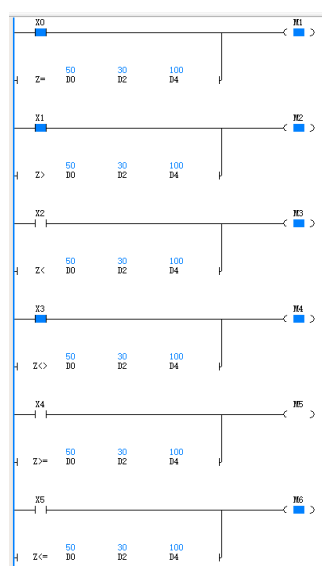 X0 M1
50 30 100
Z= D0 D2 D4
X1 M2
50 30 100
Z> D0 D2 D4
X2 M3
50 30 100
Z< D0 D2 D4
X3 M4
50 30 100
Z<> D0 D2 D4
X4 M5
50 30 100
Z>= D0 D2 D4
X5 M6
50 30 100
Z<= D0 D2 D4